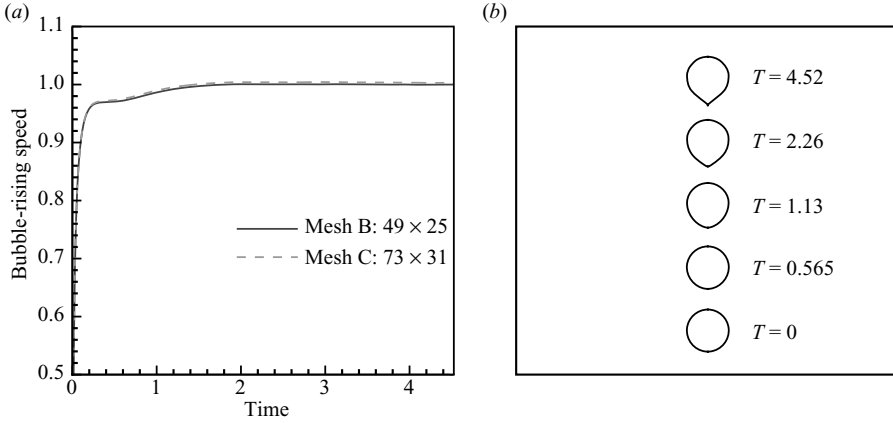 (a)
1.1
1.0
0.9
0.8
0.7
0.6
0.5
Bubble-rising speed
Mesh B: 49 × 25
Mesh C: 73 × 31
0 1 2 3 4
Time
(b)
T = 4.52
T = 2.26
T = 1.13
T = 0.565
T = 0